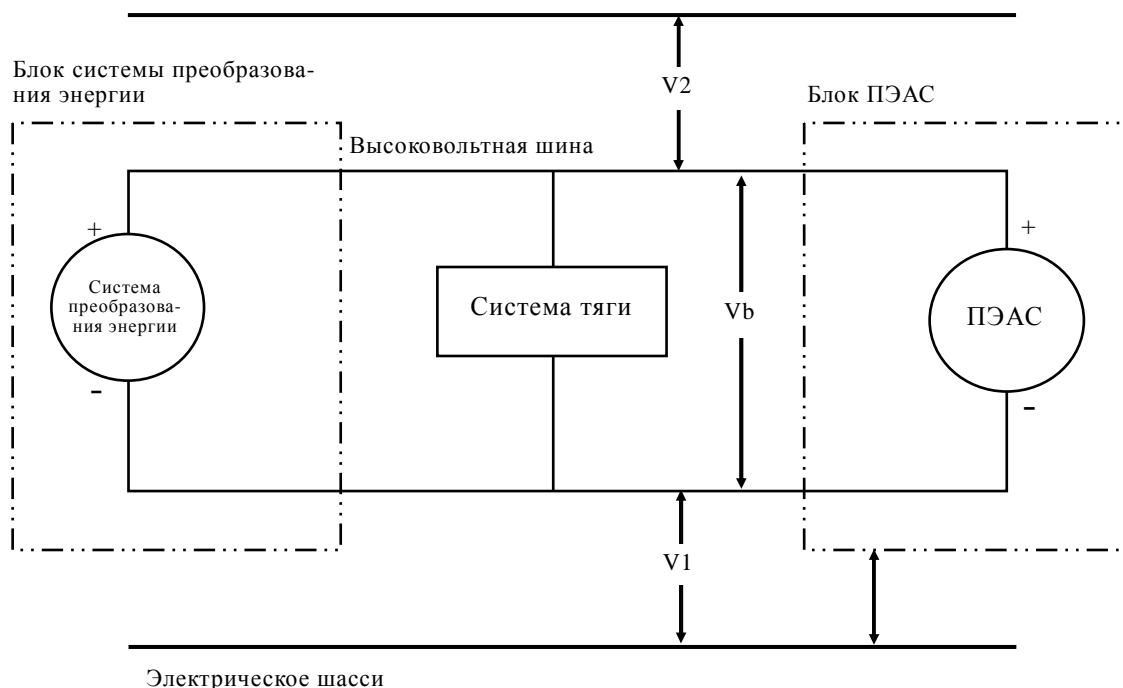 Блок системы преобразова-
ния энергии
V2
Блок ПЭАС
Высоковольтная шина
+
+
Система
преобразова-
ния энергии
Система тяги
Vb
ПЭАС
-
-
V1
Электрическое шасси